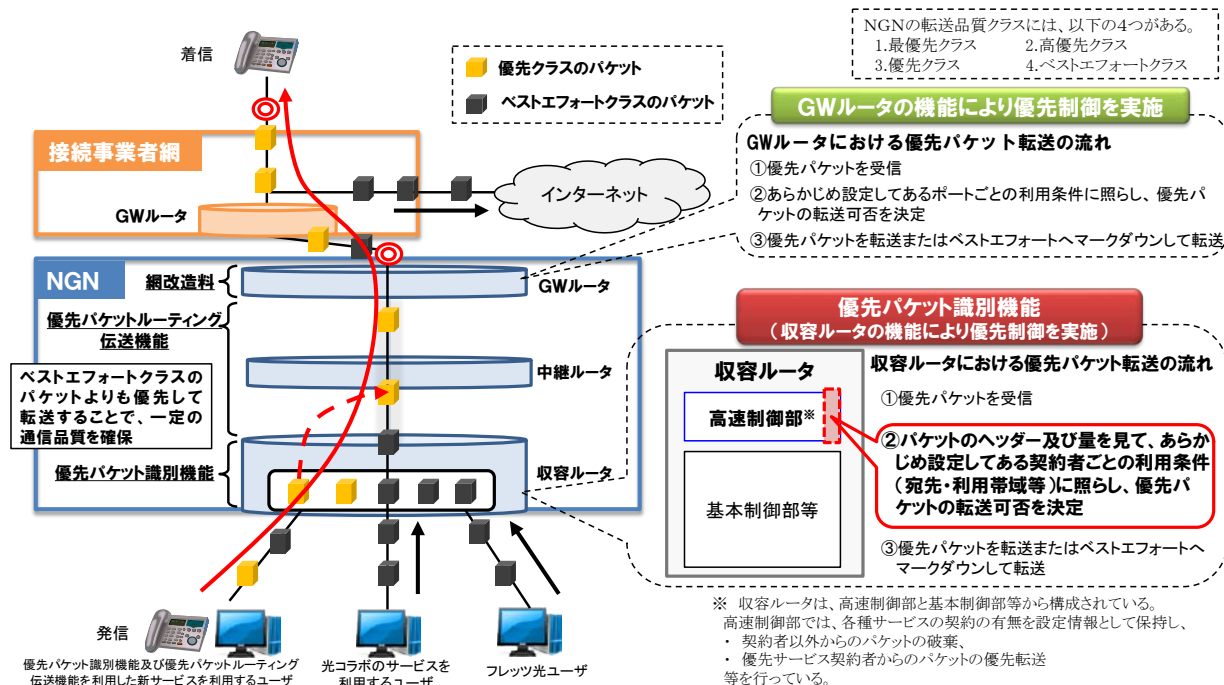 着信
優先クラスのパケット
ベストエフォートクラスのパケット
NGNの転送品質クラスには、以下の4つがある。
1.最優先クラス 2.高優先クラス
3.優先クラス 4.ベストエフォートクラス
GWルータの機能により優先制御を実施
GWルータにおける優先パケット転送の流れ
①優先パケットを受信
②あらかじめ設定してあるポートごとの利用条件に照らし、優先パ
ケットの転送可否を決定
③優先パケットを転送またはベストエフォートへマークダウンして転送
接続事業者網
GWルータ
インターネット
NGN
網改造料
GWルータ
優先パケットルーティング
伝送機能
中継ルータ
ベストエフォートクラスの
パケットよりも優先して
転送することで、一定の
通信品質を確保
優先パケット識別機能
収容ルータ
優先パケット識別機能
(収容ルータの機能により優先制御を実施)
収容ルータ
高速制御部※
基本制御部等
収容ルータにおける優先パケット転送の流れ
①優先パケットを受信
②パケットのヘッダー及び量を見て、あらか
じめ設定してある契約者ごとの利用条件
(宛先・利用帯域等)に照らし、優先パ
ケットの転送可否を決定
③優先パケットを転送またはベストエフォートへ
マークダウンして転送
※ 収容ルータは、高速制御部と基本制御部等から構成されている。
高速制御部では、各種サービスの契約の有無を設定情報として保持し、
・ 契約者以外からのパケットの破棄、
・ 優先サービス契約者からのパケットの優先転送
等を行っている。
発信
優先パケット識別機能及び優先パケットルーティング
伝送機能を利用した新サービスを利用するユーザ
光コラボのサービスを
利用するユーザ
フレッツ光ユーザ